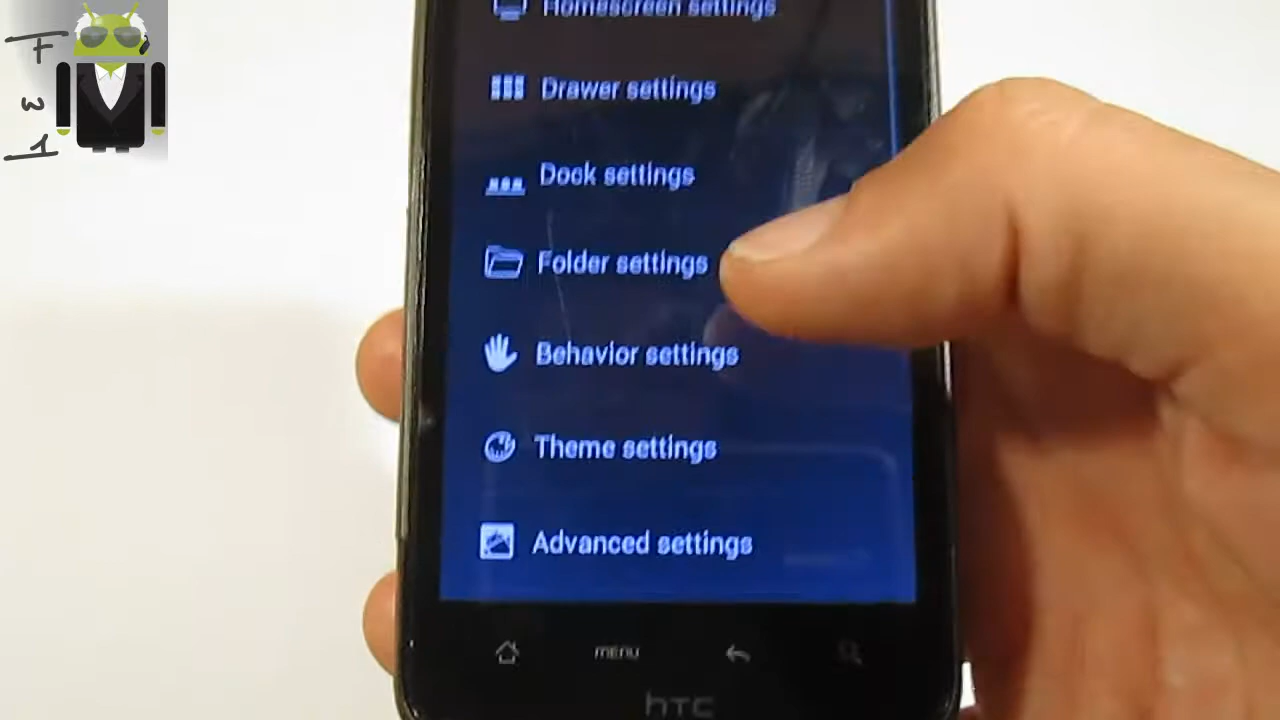 F
w
1
Homescreen settings
Drawer settings
Dock settings
Folder settings
Behavior settings
Theme settings
Advanced settings
MENU
hTC